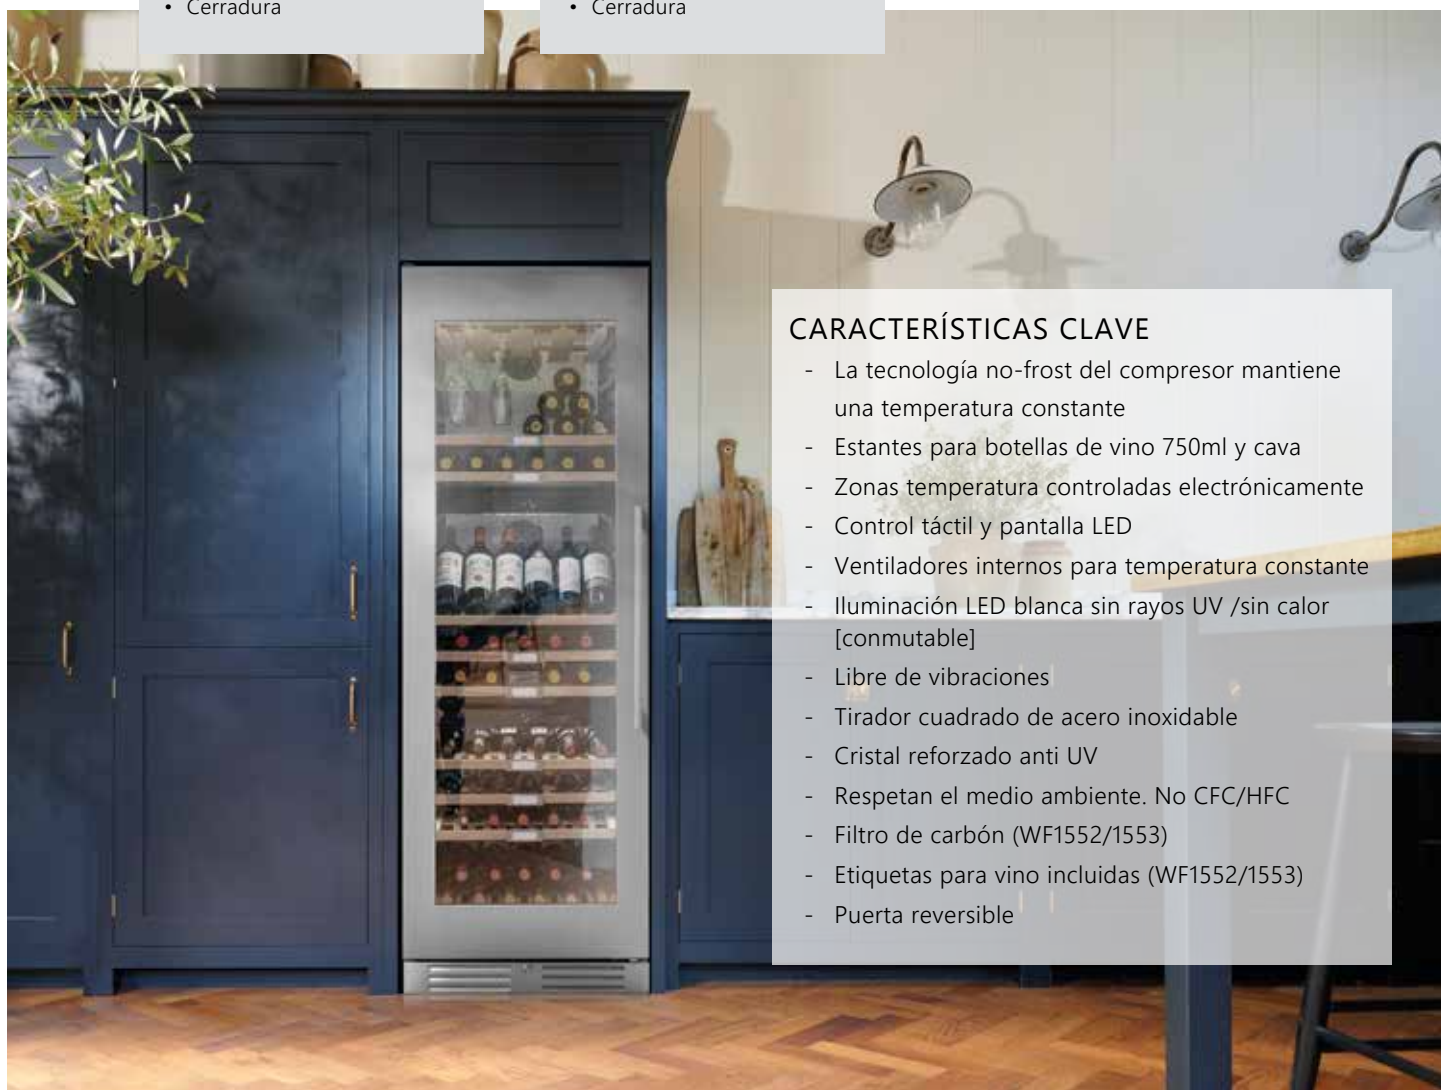 • Cerradura
• Cerradura
CARACTERÍSTICAS CLAVE
- La tecnología no-frost del compresor mantiene
una temperatura constante
- Estantes para botellas de vino 750ml y cava
- Zonas temperatura controladas electrónicamente
- Control táctil y pantalla LED
- Ventiladores internos para temperatura constante
- Iluminación LED blanca sin rayos UV /sin calor
[conmutable]
- Libre de vibraciones
- Tirador cuadrado de acero inoxidable
- Cristal reforzado anti UV
- Respetan el medio ambiente. No CFC/HFC
- Filtro de carbón (WF1552/1553)
- Etiquetas para vino incluidas (WF1552/1553)
- Puerta reversible